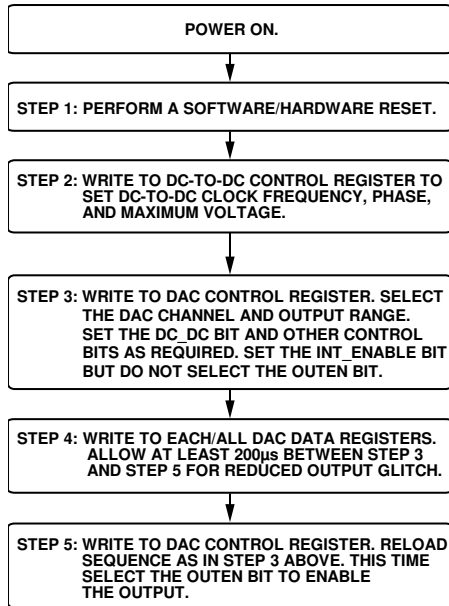 POWER ON.
STEP 1: PERFORM A SOFTWARE/HARDWARE RESET.
STEP 2: WRITE TO DC-TO-DC CONTROL REGISTER TO
SET DC-TO-DC CLOCK FREQUENCY, PHASE,
AND MAXIMUM VOLTAGE.
STEP 3: WRITE TO DAC CONTROL REGISTER. SELECT
THE DAC CHANNEL AND OUTPUT RANGE.
SET THE DC_DC BIT AND OTHER CONTROL
BITS AS REQUIRED. SET THE INT_ENABLE BIT
BUT DO NOT SELECT THE OUTEN BIT.
STEP 4: WRITE TO EACH/ALL DAC DATA REGISTERS.
ALLOW AT LEAST 200µs BETWEEN STEP 3
AND STEP 5 FOR REDUCED OUTPUT GLITCH.
STEP 5: WRITE TO DAC CONTROL REGISTER. RELOAD
SEQUENCE AS IN STEP 3 ABOVE. THIS TIME
SELECT THE OUTEN BIT TO ENABLE
THE OUTPUT.